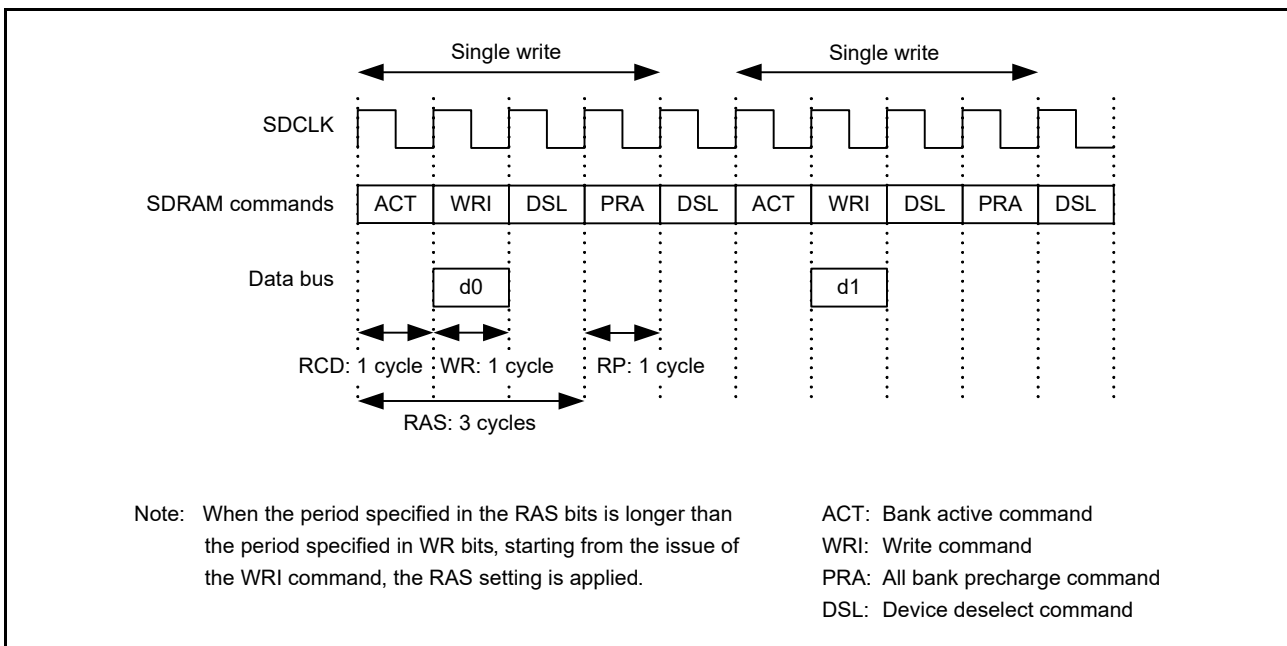 Single write Single write
SDCLK
SDRAM commands ACT WRI DSL PRA DSL ACT WRI DSL PRA DSL
Data bus d0 d1
RCD: 1 cycle WR: 1 cycle RP: 1 cycle
RAS: 3 cycles
Note: When the period specified in the RAS bits is longer than
the period specified in WR bits, starting from the issue of
the WRI command, the RAS setting is applied.
ACT: Bank active command
WRI: Write command
PRA: All bank precharge command
DSL: Device deselect command